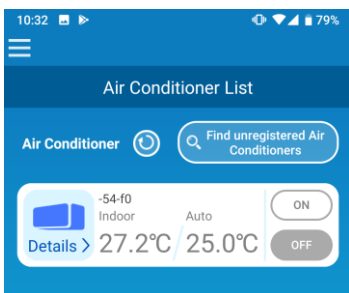 10:32 79%
Air Conditioner List
Air Conditioner Find unregistered Air
Conditioners
-54-f0 ON
Indoor Auto
Details > 27.2℃ 25.0℃ OFF